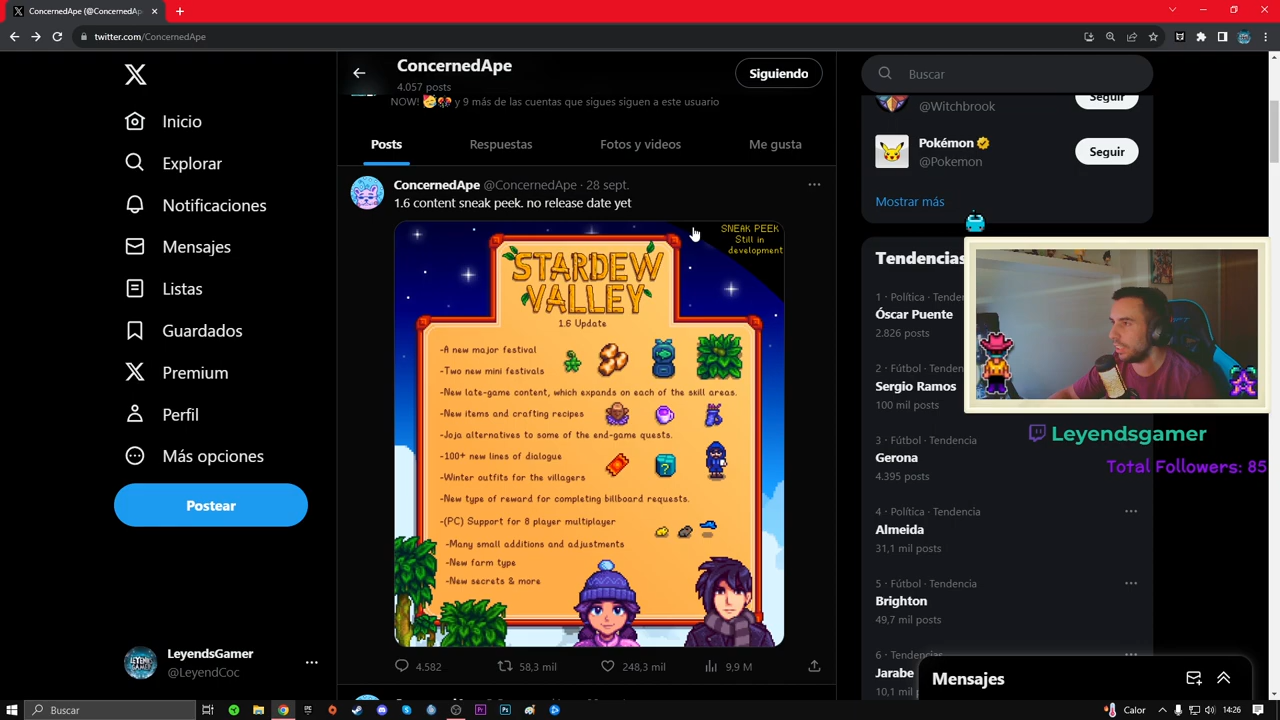 ConcernedApe (@ConcernedApe
twitter.com/ConcernedApe
ConcernedApe
4.057 posts
Siguiendo
NOW! 🥳🎊 y 9 más de las cuentas que sigues siguen a este usuario
Posts
Respuestas
Fotos y videos
Me gusta
Inicio
Explorar
Notificaciones
Mensajes
Listas
Guardados
Premium
Perfil
Más opciones
Postear
LeyendsGamer
@LeyendCoc
ConcernedApe @ConcernedApe · 28 sept.
1.6 content sneak peek. no release date yet
SNEAK PEEK
Still in
development
STARDEW
VALLEY
1.6 Update
-A new major festival
-Two new mini festivals
-New late-game content, which expands on each of the skill areas.
-New items and crafting recipes
-Joja alternatives to some of the end-game quests.
-100+ new lines of dialogue
-Winter outfits for the villagers
-New type of reward for completing billboard requests.
-(PC) Support for 8 player multiplayer
-Many small additions and adjustments
-New farm type
-New secrets & more
4.582
58,3 mil
248,3 mil
9,9 M
Buscar
@Witchbrook
Seguir
Pokémon
@Pokemon
Seguir
Mostrar más
Tendencias
1 · Política · Tenden
Óscar Puente
2.826 posts
2 · Fútbol · Tenden
Sergio Ramos
100 mil posts
3 · Fútbol · Tendencia
Gerona
4.395 posts
4 · Política · Tendencia
Almeida
31,1 mil posts
5 · Fútbol · Tendencia
Brighton
49,7 mil posts
6 · Tendencias
Jarabe
10,1 mil posts
Leyendsgamer
Total Followers: 85
Mensajes
Buscar
Calor
14:26